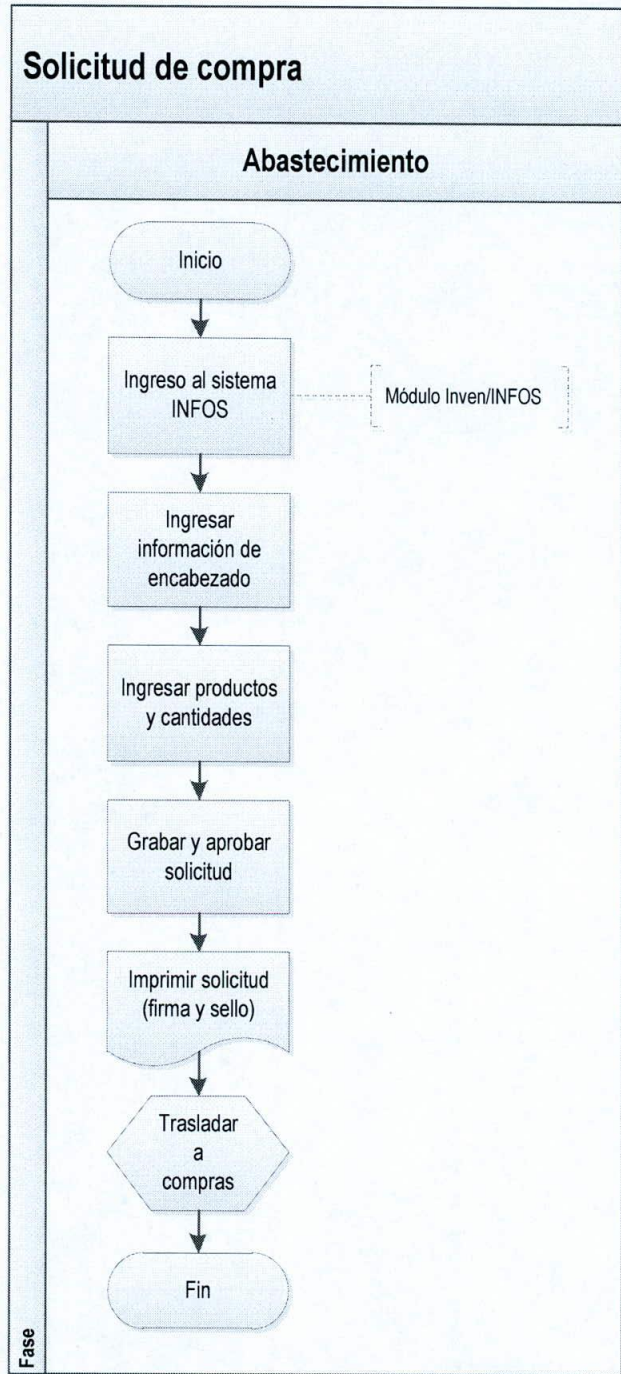 Solicitud de compra
Abastecimiento
Inicio
Ingreso al sistema
INFOS
Módulo Inven/INFOS
Ingresar
información de
encabezado
Ingresar productos
y cantidades
Grabar y aprobar
solicitud
Imprimir solicitud
(firma y sello)
Trasladar
a
compras
Fin
Fase